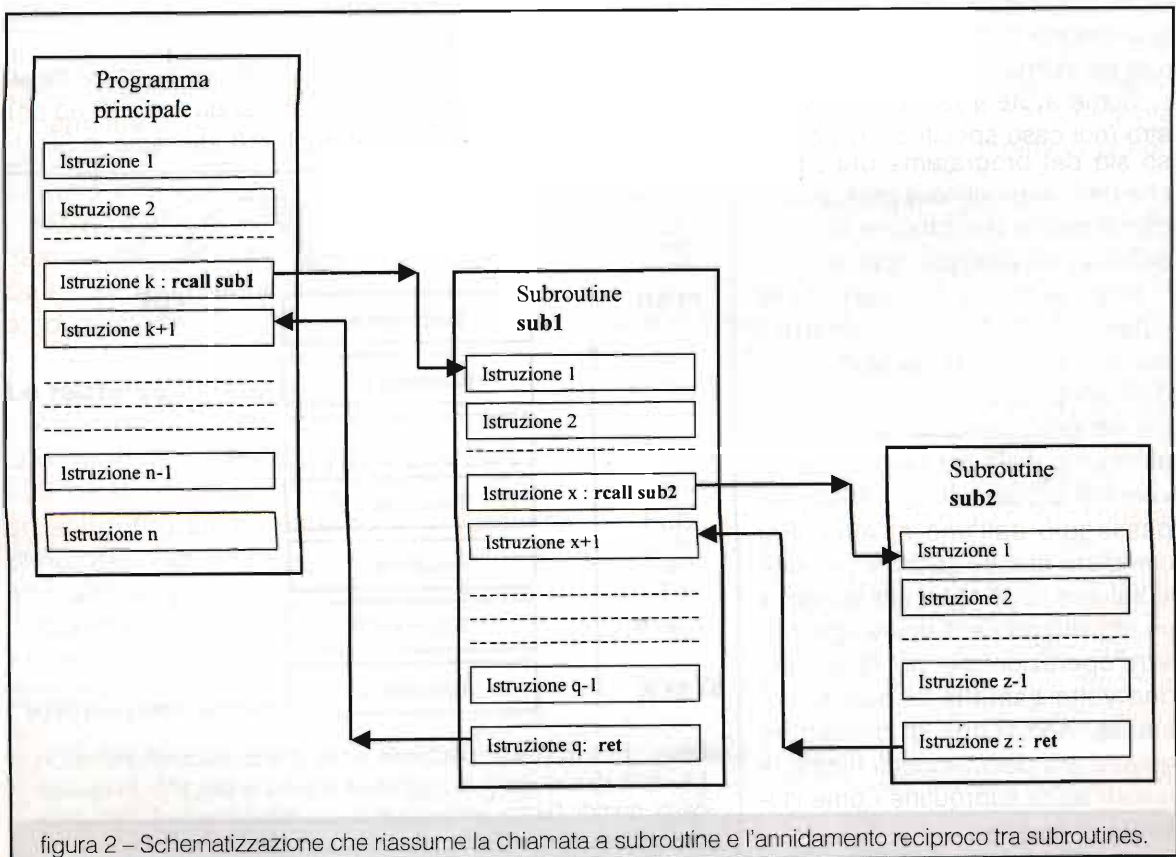 Programma
principale
Istruzione 1
Istruzione 2
Istruzione k : rcall sub1
Istruzione k+1
Istruzione n-1
Istruzione n
Subroutine
sub1
Istruzione 1
Istruzione 2
Istruzione x : rcall sub2
Istruzione x+1
Istruzione q-1
Istruzione q: ret
Subroutine
sub2
Istruzione 1
Istruzione 2
Istruzione z-1
Istruzione z : ret
figura 2 – Schematizzazione che riassume la chiamata a subroutine e l'annidamento reciproco tra subroutines.